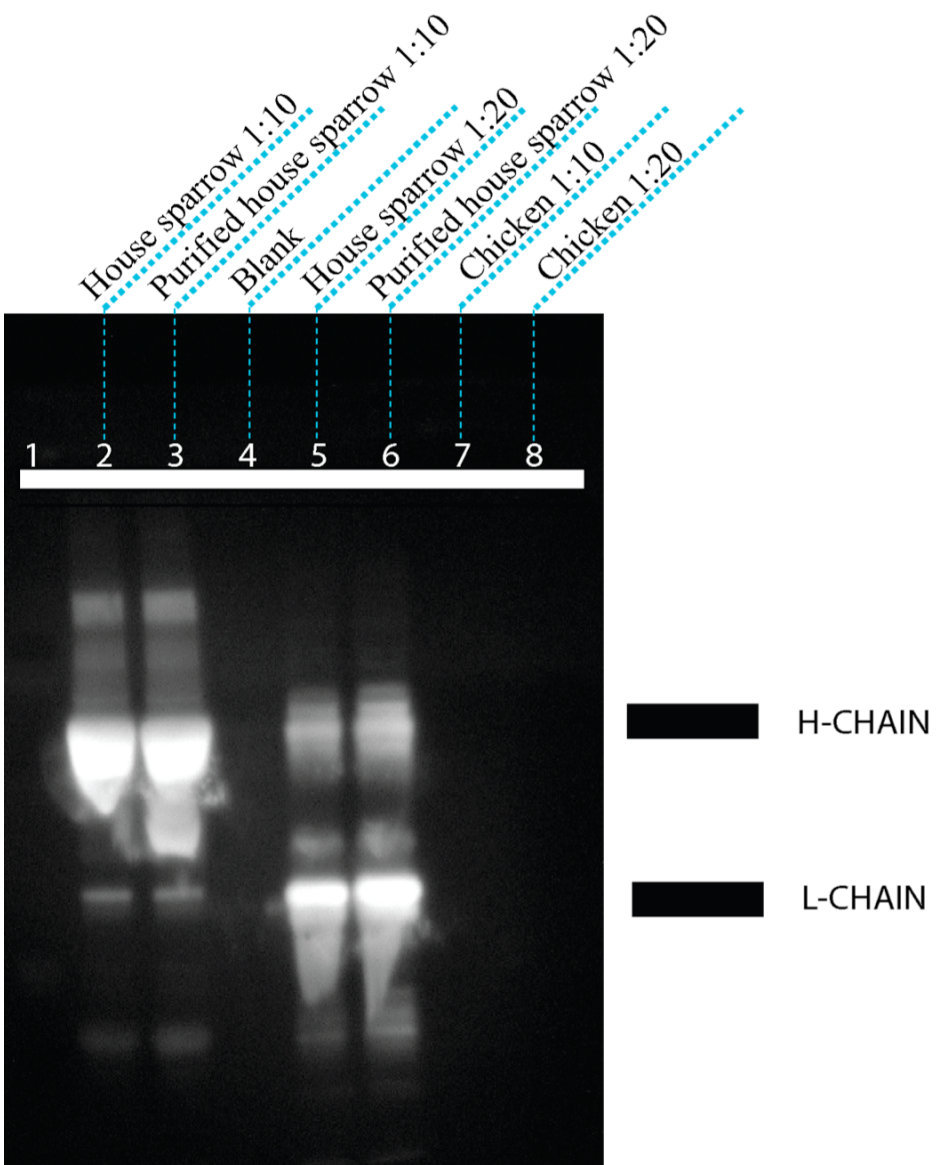 House sparrow 1:10
Purified house sparrow 1:10
Blank
House sparrow 1:20
Purified house sparrow 1:20
Chicken 1:10
Chicken 1:20
1 2 3 4 5 6 7 8
H-CHAIN
L-CHAIN